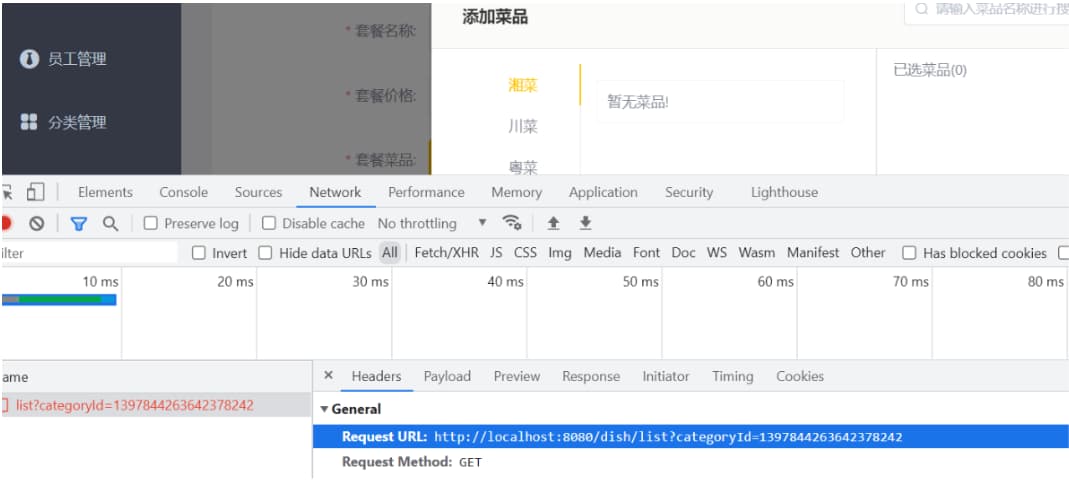 添加菜品
请输入菜品名称进行搜
* 套餐名称:
员工管理
已选菜品(0)
湘菜
暂无菜品!
* 套餐价格:
分类管理
川菜
* 套餐菜品:
粤菜
Elements Console Sources Network Performance Memory Application Security Lighthouse
Preserve log Disable cache No throttling
ilter Invert Hide data URLs All Fetch/XHR JS CSS Img Media Font Doc WS Wasm Manifest Other Has blocked cookies
10 ms 20 ms 30 ms 40 ms 50 ms 60 ms 70 ms 80 ms
ame × Headers Payload Preview Response Initiator Timing Cookies
list?categoryId=1397844263642378242
General
Request URL: http://localhost:8080/dish/list?categoryId=1397844263642378242
Request Method: GET